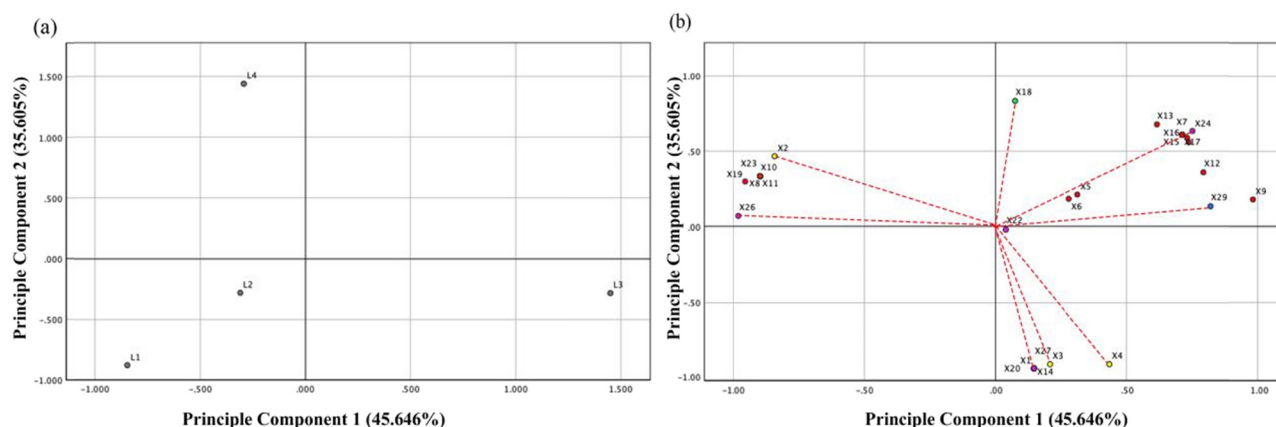 (a)
Principle Component 2 (35.605%)
1.500
1.000
.500
.000
-.500
-1.000
L4
L2
L3
L1
-1.000
-.500
.000
.500
1.000
1.500
Principle Component 1 (45.646%)
(b)
Principle Component 2 (35.605%)
1.00
0.50
.00
-.50
-1.00
X18
X13
X7
X24
X16
X15
X17
X2
X23
X10
X12
X19
X8
X11
X5
X9
X6
X29
X26
X22
X27
X1
X3
X4
X20
X14
-1.00
-0.50
.00
.50
1.00
Principle Component 1 (45.646%)